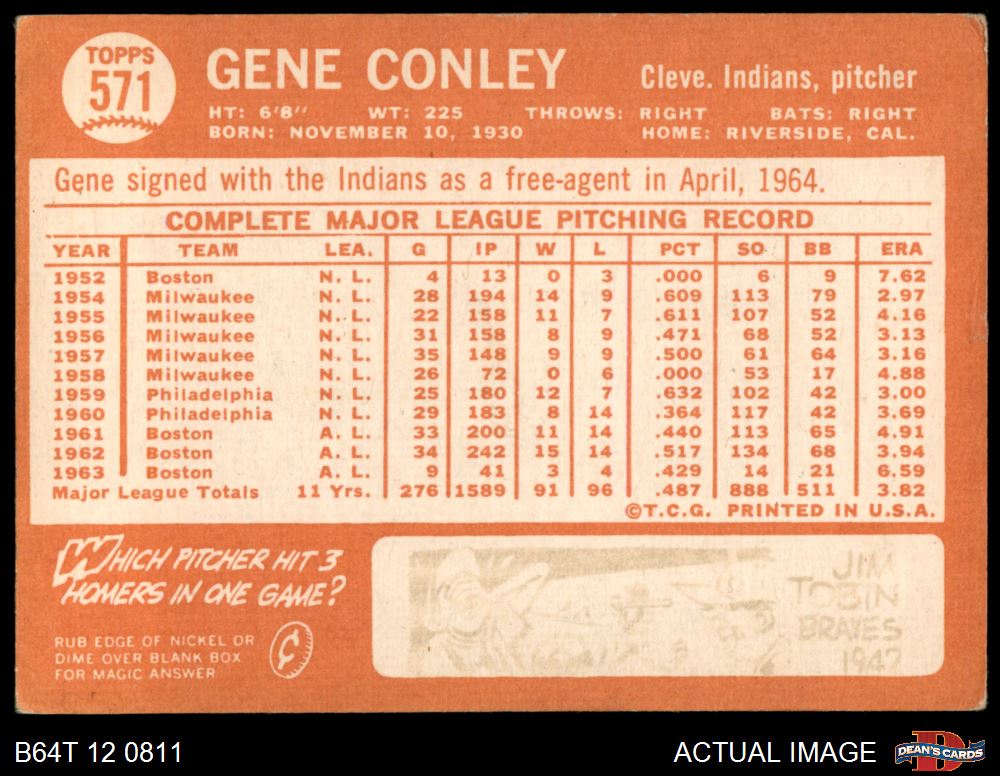 TOPPS
571
GENE CONLEY
Cleve. Indians, pitcher
HT: 6'8" WT: 225 THROWS: RIGHT BATS: RIGHT
BORN: NOVEMBER 10, 1930 HOME: RIVERSIDE, CAL.
Gene signed with the Indians as a free-agent in April, 1964.
COMPLETE MAJOR LEAGUE PITCHING RECORD
YEAR TEAM LEA. G IP W L PCT SO BB ERA
1952 Boston N. L. 4 13 0 3 .000 6 9 7.62
1954 Milwaukee N. L. 28 194 14 9 .609 113 79 2.97
1955 Milwaukee N. L. 22 158 11 7 .611 107 52 4.16
1956 Milwaukee N. L. 31 158 8 9 .471 68 52 3.13
1957 Milwaukee N. L. 35 148 9 9 .500 61 64 3.16
1958 Milwaukee N. L. 26 72 0 6 .000 53 17 4.88
1959 Philadelphia N. L. 25 180 12 7 .632 102 42 3.00
1960 Philadelphia N. L. 29 183 8 14 .364 117 42 3.69
1961 Boston A. L. 33 200 11 14 .440 113 65 4.91
1962 Boston A. L. 34 242 15 14 .517 134 68 3.94
1963 Boston A. L. 9 41 3 4 .429 14 21 6.59
Major League Totals 11 Yrs. 276 1589 91 96 .487 888 511 3.82
©T.C.G. PRINTED IN U.S.A.
WHICH PITCHER HIT 3
HOMERS IN ONE GAME?
RUB EDGE OF NICKEL OR
DIME OVER BLANK BOX
FOR MAGIC ANSWER
JIM
TOBIN
BRAVES
1942
B64T 12 0811
ACTUAL IMAGE
DEAN'S CARDS